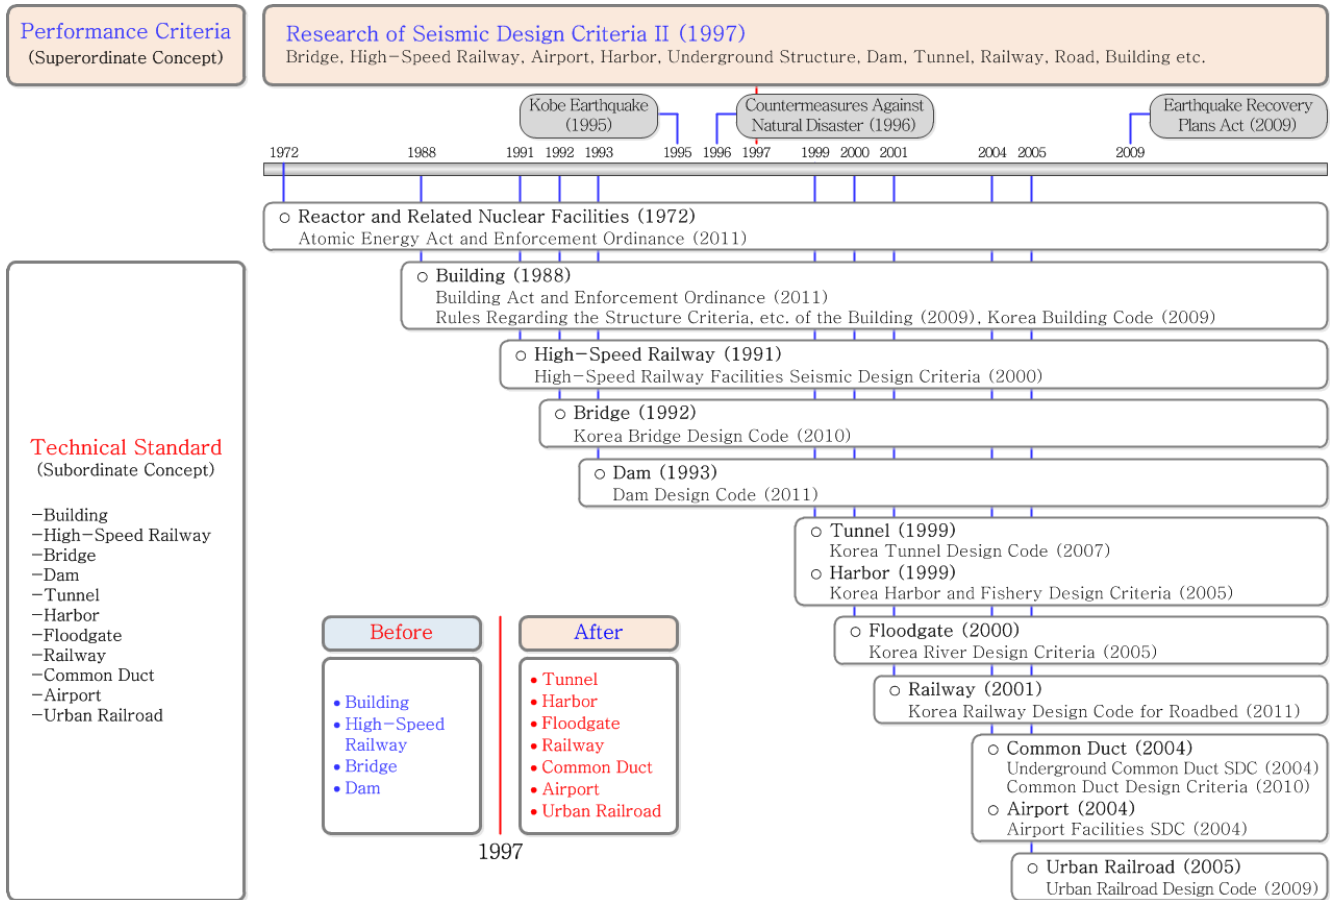 Performance Criteria
(Superordinate Concept)
Research of Seismic Design Criteria II (1997)
Bridge, High-Speed Railway, Airport, Harbor, Underground Structure, Dam, Tunnel, Railway, Road, Building etc.
Kobe Earthquake
(1995)
Countermeasures Against
Natural Disaster (1996)
Earthquake Recovery
Plans Act (2009)
1972 1988 1991 1992 1993 1995 1996 1997 1999 2000 2001 2004 2005 2009
○ Reactor and Related Nuclear Facilities (1972)
Atomic Energy Act and Enforcement Ordinance (2011)
○ Building (1988)
Building Act and Enforcement Ordinance (2011)
Rules Regarding the Structure Criteria, etc. of the Building (2009), Korea Building Code (2009)
○ High-Speed Railway (1991)
High-Speed Railway Facilities Seismic Design Criteria (2000)
○ Bridge (1992)
Korea Bridge Design Code (2010)
○ Dam (1993)
Dam Design Code (2011)
○ Tunnel (1999)
Korea Tunnel Design Code (2007)
○ Harbor (1999)
Korea Harbor and Fishery Design Criteria (2005)
○ Floodgate (2000)
Korea River Design Criteria (2005)
○ Railway (2001)
Korea Railway Design Code for Roadbed (2011)
○ Common Duct (2004)
Underground Common Duct SDC (2004)
Common Duct Design Criteria (2010)
○ Airport (2004)
Airport Facilities SDC (2004)
○ Urban Railroad (2005)
Urban Railroad Design Code (2009)
Technical Standard
(Subordinate Concept)
-Building
-High-Speed Railway
-Bridge
-Dam
-Tunnel
-Harbor
-Floodgate
-Railway
-Common Duct
-Airport
-Urban Railroad
Before
• Building
• High-Speed
Railway
• Bridge
• Dam
After
• Tunnel
• Harbor
• Floodgate
• Railway
• Common Duct
• Airport
• Urban Railroad
1997